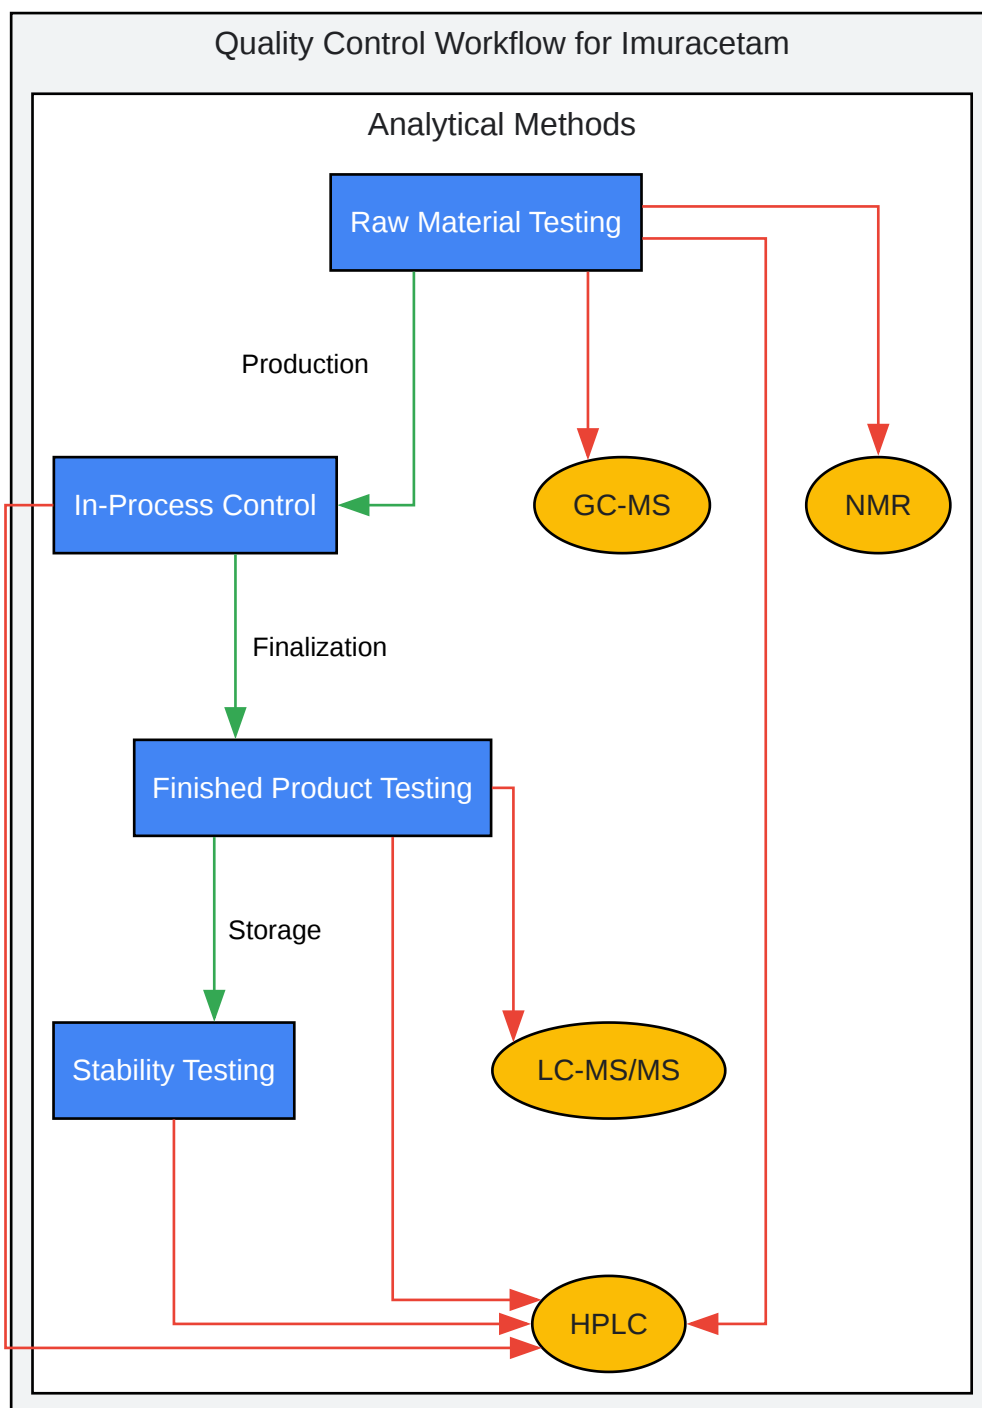 Quality Control Workflow for Imuracetam
Analytical Methods
Raw Material Testing
Production
In-Process Control
GC-MS
NMR
Finalization
Finished Product Testing
Storage
Stability Testing
LC-MS/MS
HPLC